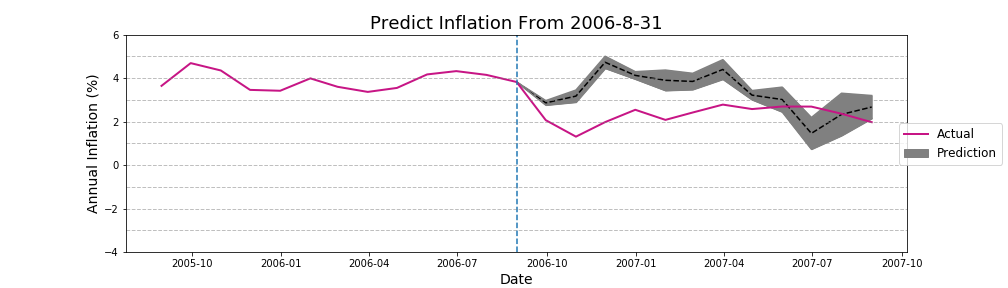 Predict Inflation From 2006-8-31
Annual Inflation (%)
6
4
2
0
−2
−4
2005-10 2006-01 2006-04 2006-07 2006-10 2007-01 2007-04 2007-07 2007-10
Date
Actual
Prediction